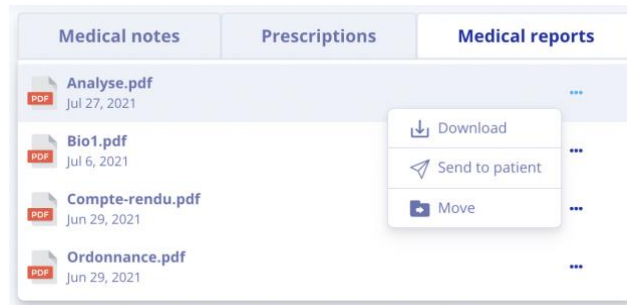 Medical notes
Prescriptions
Medical reports
PDF
Analyse.pdf
Jul 27, 2021
•••
Download
Send to patient
Move
PDF
Bio1.pdf
Jul 6, 2021
•••
PDF
Compte-rendu.pdf
Jun 29, 2021
•••
PDF
Ordonnance.pdf
Jun 29, 2021
•••